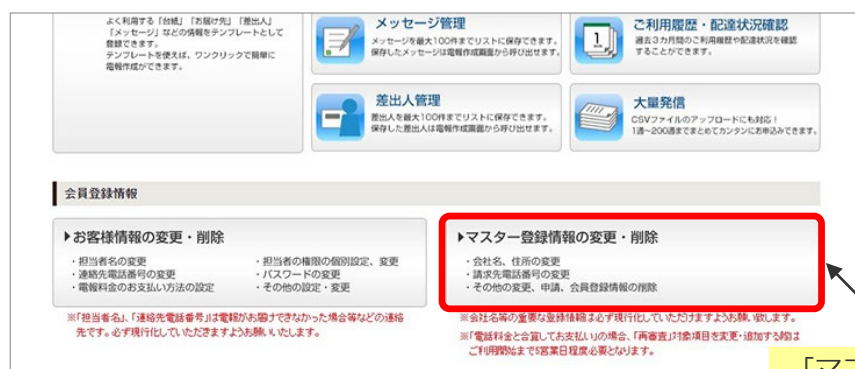 よく利用する「台紙」「お届け先」「差出人」
「メッセージ」などの情報をテンプレートとして
登録できます。
テンプレートを使えば、ワンクリックで簡単に
電報作成ができます。
メッセージ管理
メッセージを最大100件までリストに保存できます。
保存したメッセージは電報作成画面から呼び出せます。
1
ご利用履歴・配達状況確認
過去3カ月間のご利用履歴や配達状況を確認
することができます。
差出人管理
差出人を最大100件までリストに保存できます。
保存した差出人は電報作成画面から呼び出せます。
大量発信
CSVファイルのアップロードにも対応!
1通～200通までまとめてカンタンにお申込みできます。
会員登録情報
お客様情報の変更・削除
・担当者名の変更
・連絡先電話番号の変更
・電報料金のお支払い方法の設定
・担当者の権限の個別設定、変更
・パスワードの変更
・その他の設定・変更
※「担当者名」、「連絡先電話番号」は電報がお届けできなかった場合等などの連絡
先です。必ず現行化していただきますようお願いいたします。
マスター登録情報の変更・削除
・会社名、住所の変更
・請求先電話番号の変更
・その他の変更、申請、会員登録情報の削除
※会社名等の重要な登録情報は必ず現行化していただけますようお願い致します。
※「電話料金と合算してお支払い」の場合、「再審査」対象項目を変更・追加する際は
ご利用開始まで5営業日程度必要となります。